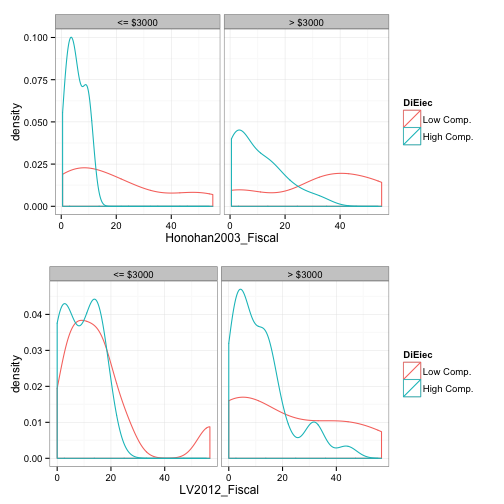 <= $3000
> $3000
0.100
0.075
0.050
0.025
0.000
density
0 20 40
0 20 40
Honohan2003_Fiscal
DiEiec
Low Comp.
High Comp.
<= $3000
> $3000
0.04
0.03
0.02
0.01
0.00
density
0 20 40
0 20 40
LV2012_Fiscal
DiEiec
Low Comp.
High Comp.